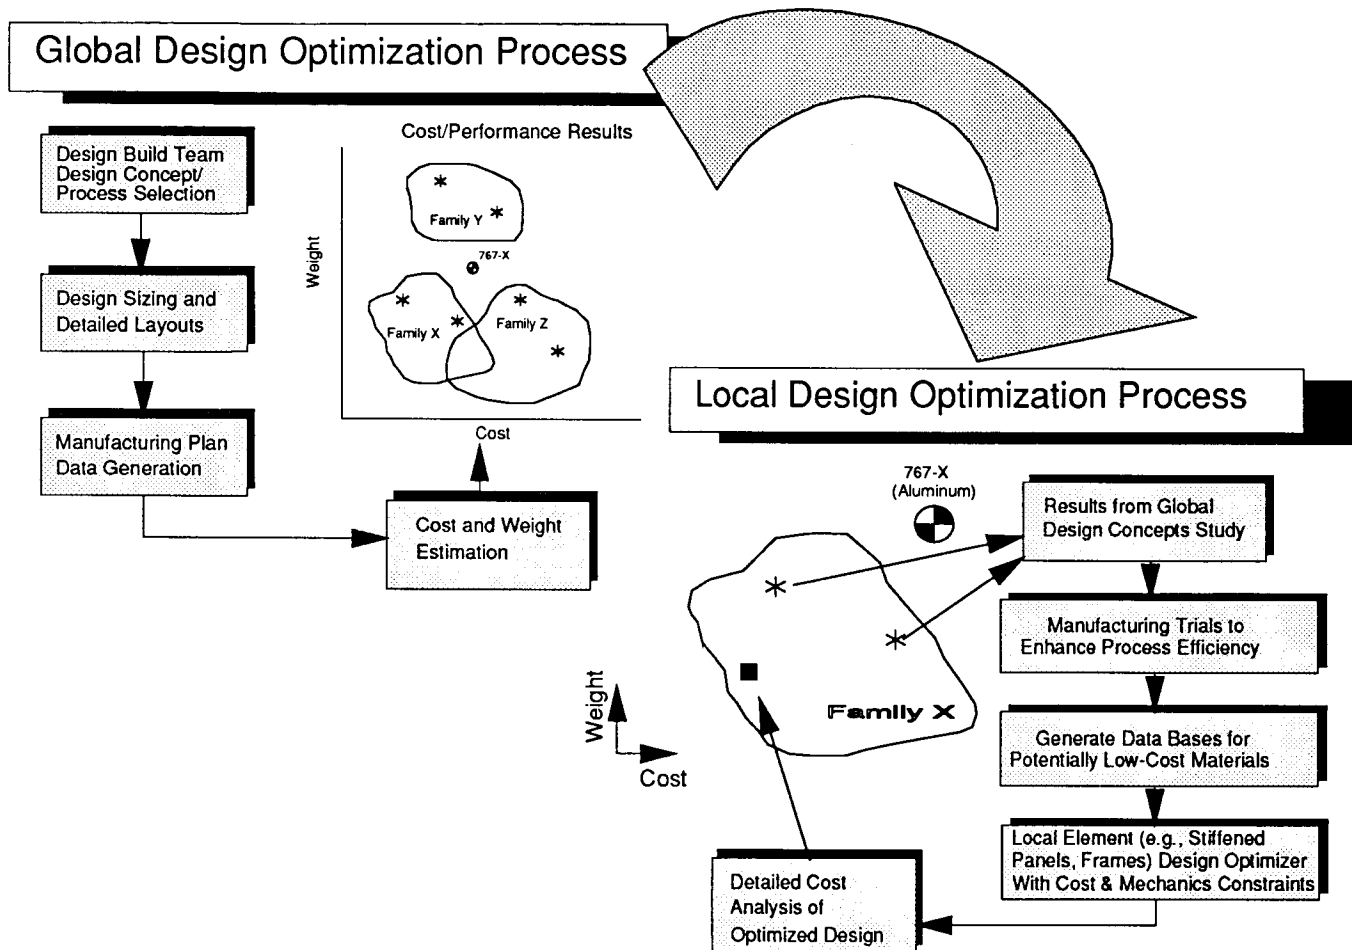 Global Design Optimization Process
Design Build Team
Design Concept/
Process Selection
Design Sizing and
Detailed Layouts
Manufacturing Plan
Data Generation
Cost and Weight
Estimation
Cost/Performance Results
Weight
Family Y
767-X
Family X
Family Z
Cost
Local Design Optimization Process
767-X
(Aluminum)
Results from Global
Design Concepts Study
Manufacturing Trials to
Enhance Process Efficiency
Generate Data Bases for
Potentially Low-Cost Materials
Local Element (e.g., Stiffened
Panels, Frames) Design Optimizer
With Cost & Mechanics Constraints
Detailed Cost
Analysis of
Optimized Design
Family X
Weight
Cost